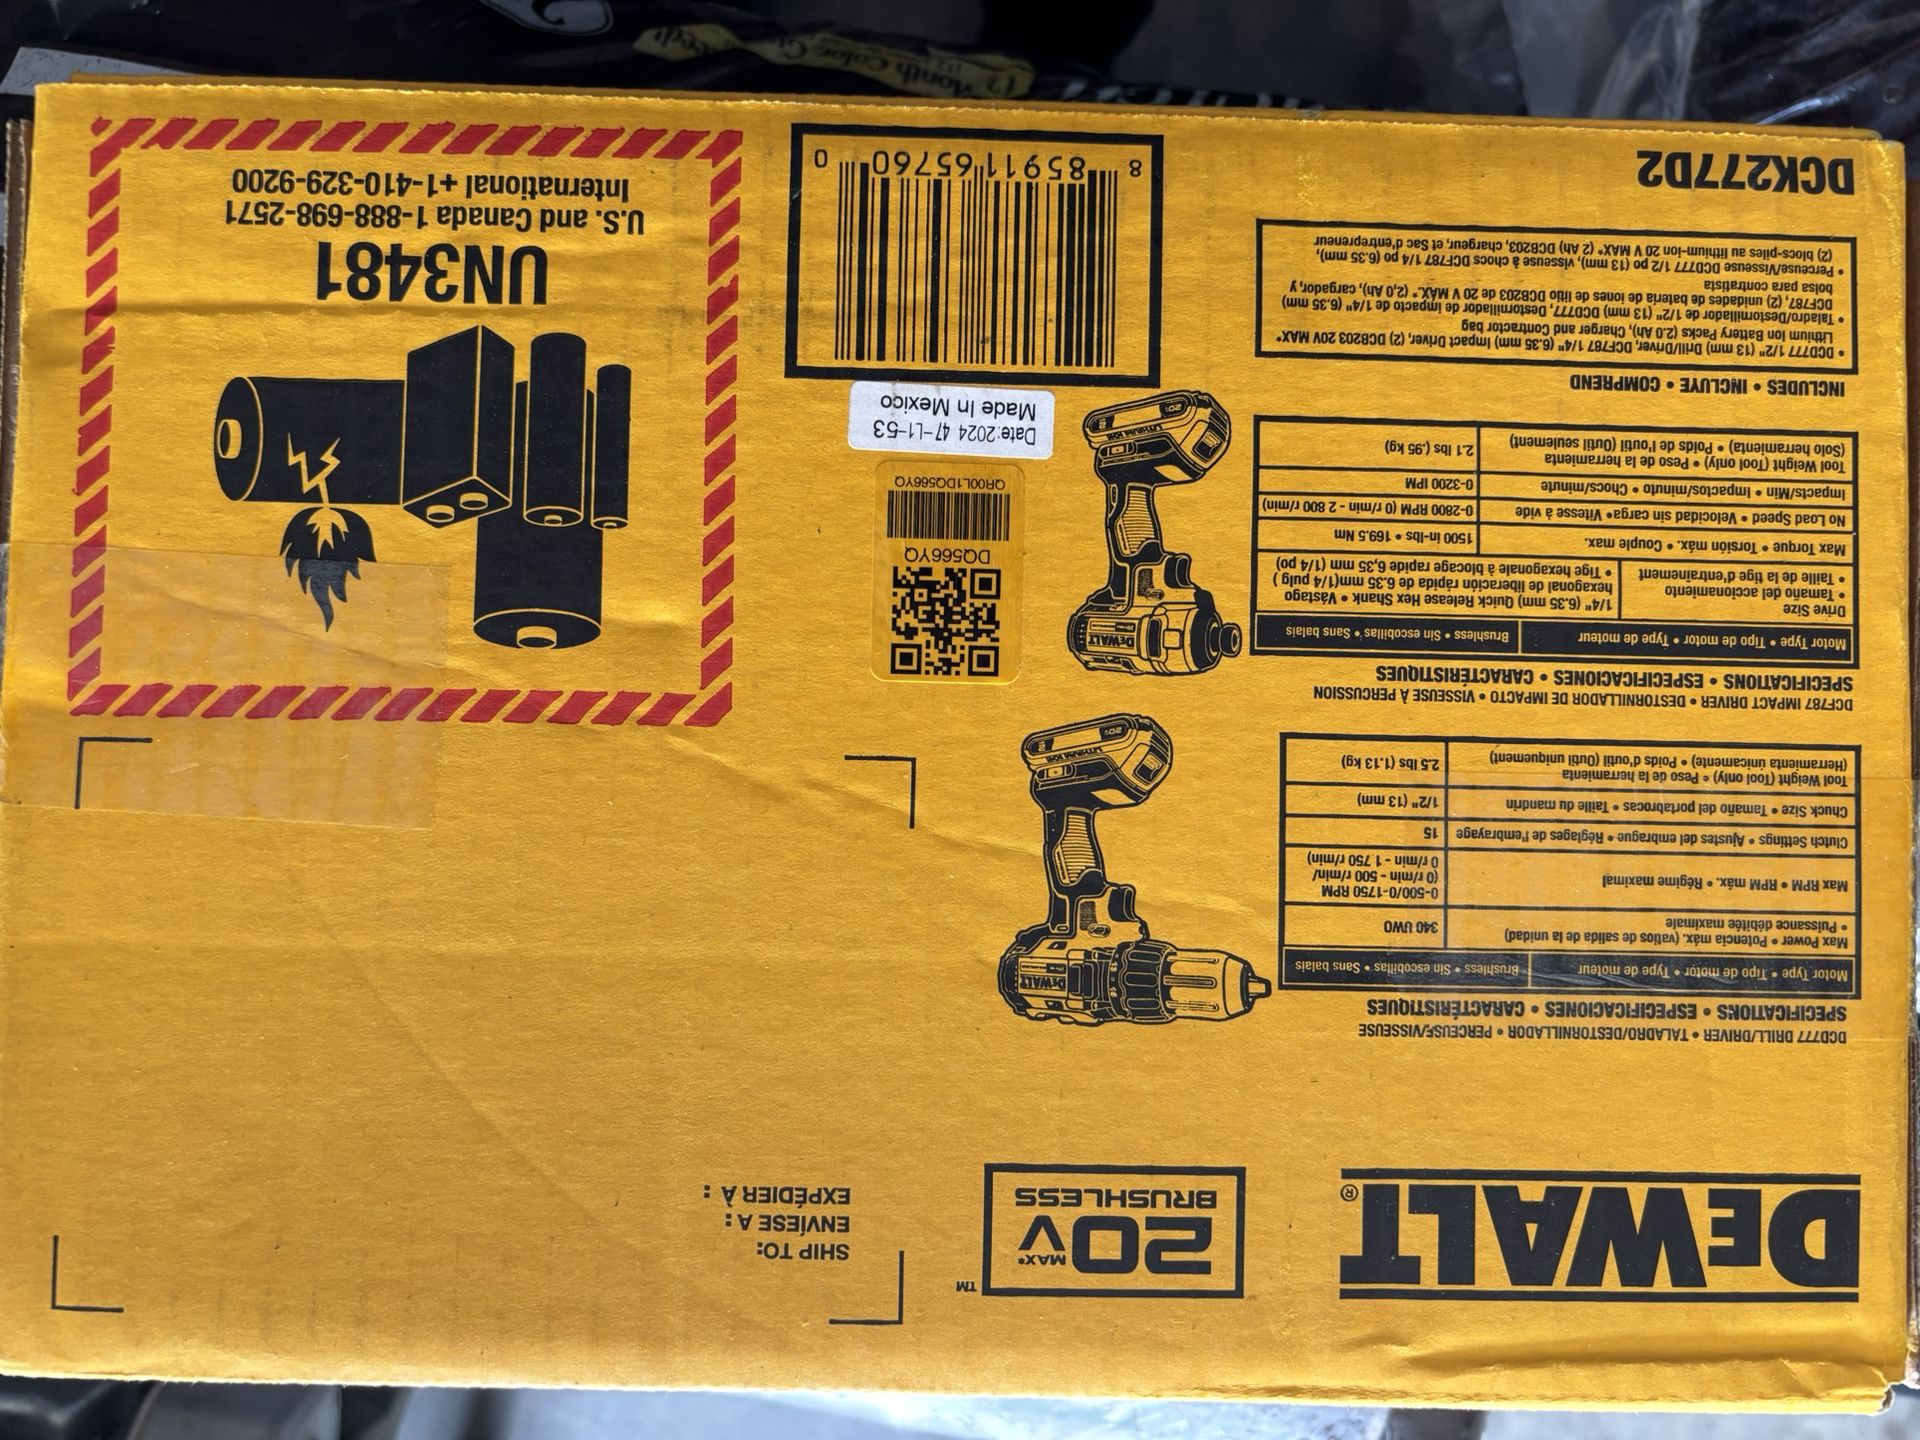 DEWALT®
20V MAX* BRUSHLESS ™
SHIP TO:
ENVÍESE A :
EXPÉDIER À :
DCD777 DRILL/DRIVER • TALADRO/DESTORNILLADOR • PERCEUSE/VISSEUSE
SPECIFICATIONS • ESPECIFICACIONES • CARACTÉRISTIQUES
Motor Type • Tipo de motor • Type de moteur Brushless • Sin escobillas • Sans balais
Max Power • Potencia máx. (vatios de salida de la unidad)
• Puissance débitée maximale 340 UWO
Max RPM • RPM máx. • Régime maximal 0-500/0-1750 RPM
(0 r/min - 500 r/min/
0 r/min - 1 750 r/min)
Clutch Settings • Ajustes del embrague • Réglages de l'embrayage 15
Chuck Size • Tamaño del portabrocas • Taille du mandrin 1/2" (13 mm)
Tool Weight (Tool only) • Peso de la herramienta
(Herramienta únicamente) • Poids d'outil (Outil uniquement) 2.5 lbs (1.13 kg)
DCF787 IMPACT DRIVER • DESTORNILLADOR DE IMPACTO • VISSEUSE À PERCUSSION
SPECIFICATIONS • ESPECIFICACIONES • CARACTÉRISTIQUES
Motor Type • Tipo de motor • Type de moteur Brushless • Sin escobillas • Sans balais
Drive Size
• Tamaño del accionamiento
• Taille de la tige d'entraînement
1/4" (6.35 mm) Quick Release Hex Shank • Vástago
hexagonal de liberación rápida de 6.35 mm(1/4 pulg )
• Tige hexagonale à blocage rapide 6,35 mm (1/4 po)
Max Torque • Torsión máx. • Couple max. 1500 in-lbs • 169.5 Nm
No Load Speed • Velocidad sin carga• Vitesse à vide 0-2800 RPM (0 r/min - 2 800 r/min)
Impacts/Min • Impactos/minuto • Chocs/minute 0-3200 IPM
Tool Weight (Tool only) • Peso de la herramienta
(Solo herramienta) • Poids de l'outil (Outil seulement) 2.1 lbs (.95 kg)
INCLUDES • INCLUYE • COMPREND
• DCD777 1/2" (13 mm) Drill/Driver, DCF787 1/4" (6.35 mm) Impact Driver, (2) DCB203 20V MAX*
Lithium Ion Battery Packs (2.0 Ah), Charger and Contractor bag
• Taladro/Destornillador de 1/2" (13 mm) DCD777, Destornillador de impacto de 1/4" (6.35 mm)
DCF787, (2) unidades de batería de iones de litio DCB203 de 20 V MAX.* (2,0 Ah), cargador, y
bolsa para contratista
• Perceuse/Visseuse DCD777 1/2 po (13 mm), visseuse à chocs DCF787 1/4 po (6.35 mm),
(2) blocs-piles au lithium-ion 20 V MAX* (2 Ah) DCB203, chargeur, et Sac d'entrepreneur
DCK277D2
DQ566YQ
QR00L1DQ566YQ
Date:2024 47-L1-53
Made In Mexico
8 85911 65760 0
UN3481
U.S. and Canada 1-888-698-2571
International +1-410-329-9200
DEWALT
20V
LITHIUM ION
DEWALT
20V
LITHIUM ION